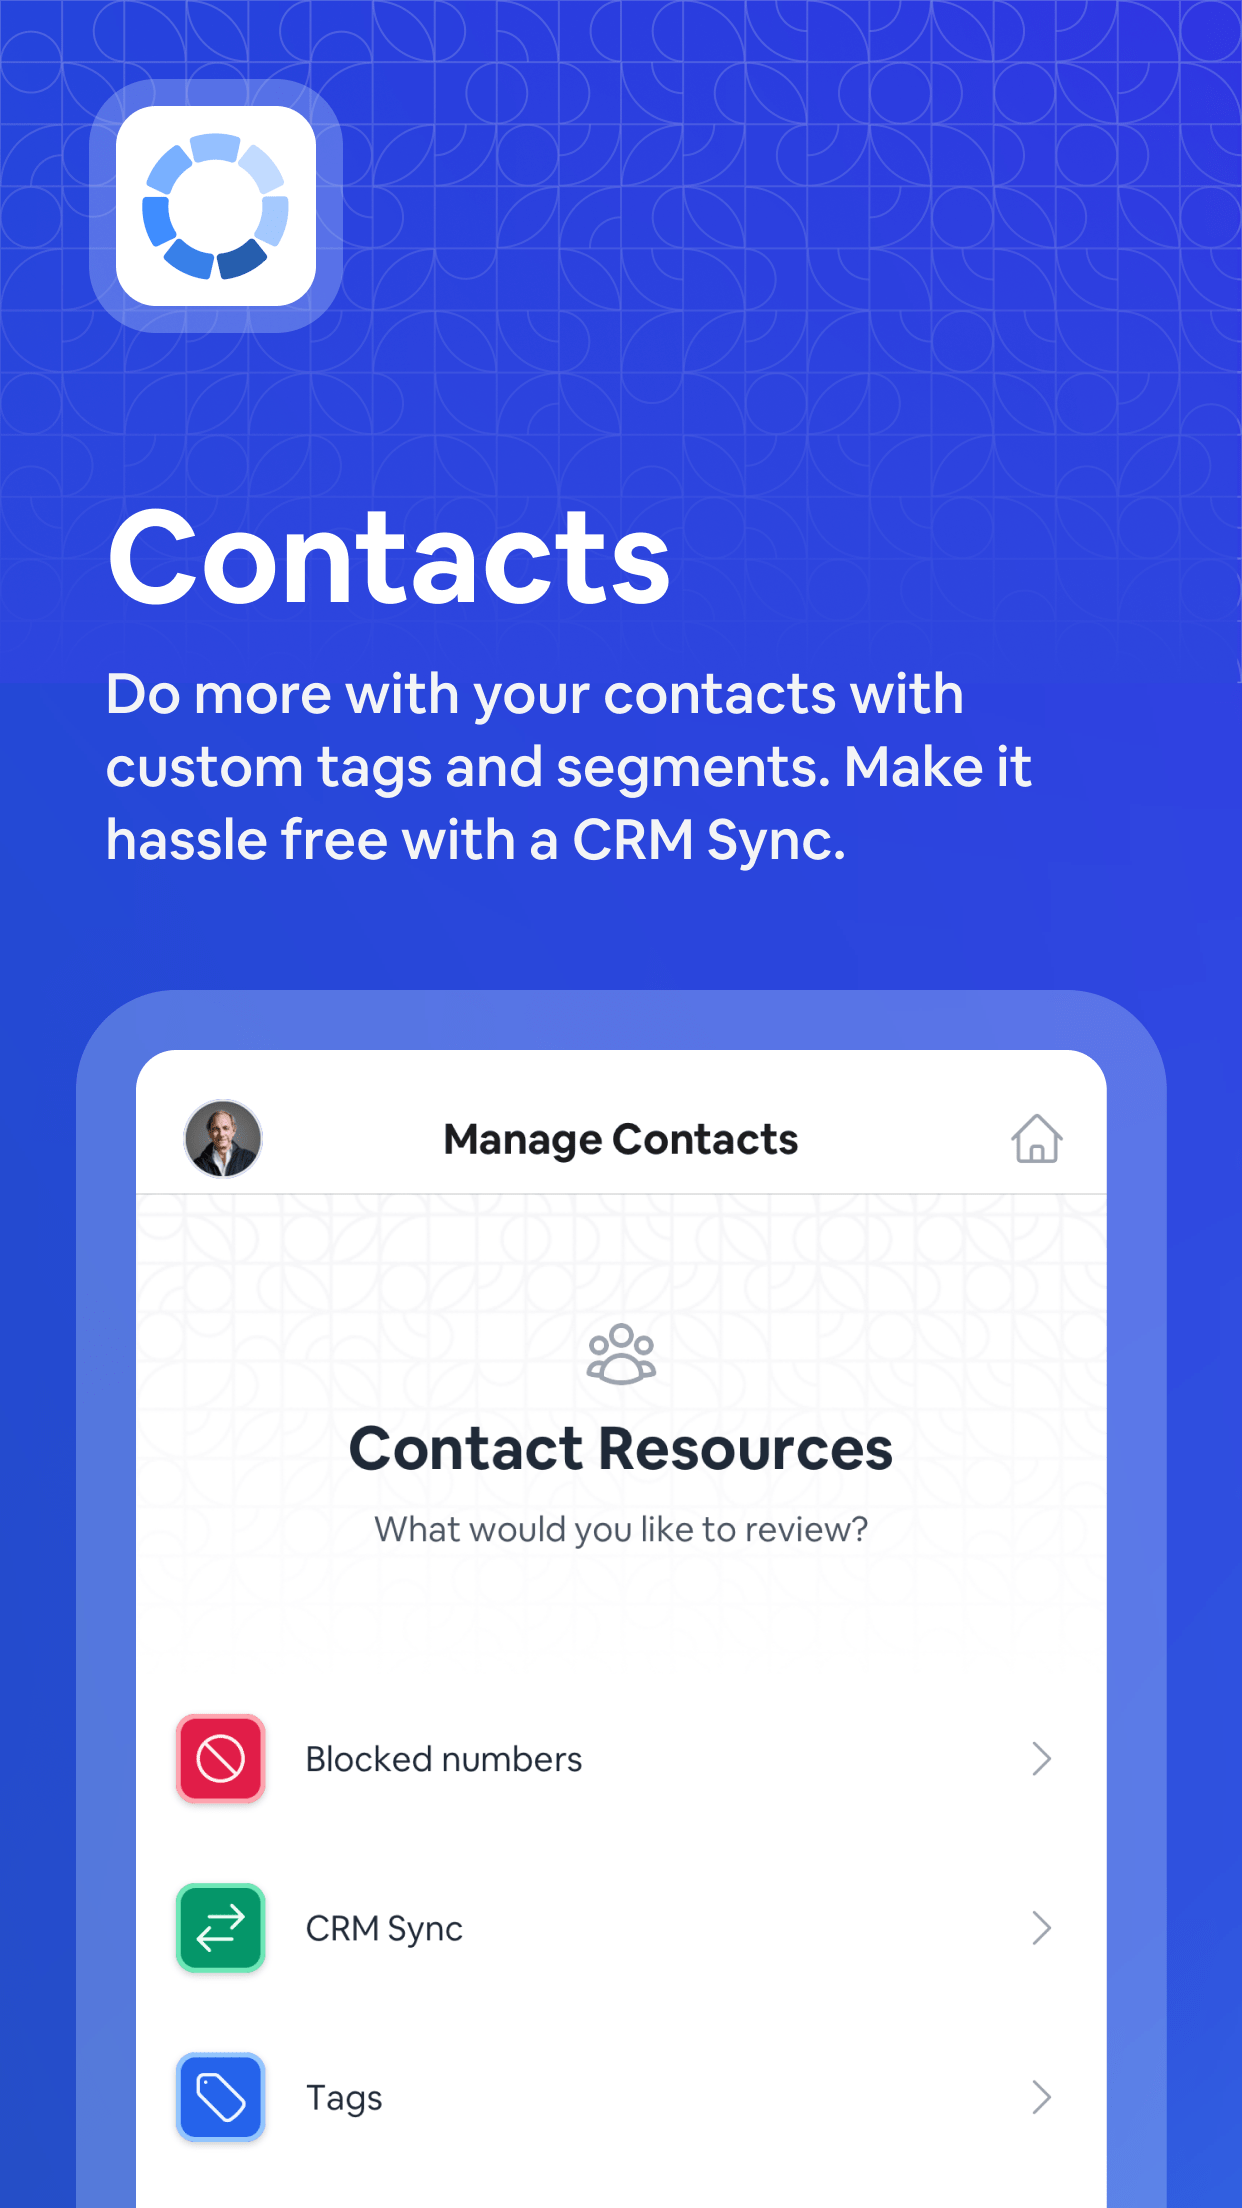 Contacts
Do more with your contacts with
custom tags and segments. Make it
hassle free with a CRM Sync.
Manage Contacts
Contact Resources
What would you like to review?
Blocked numbers
CRM Sync
Tags